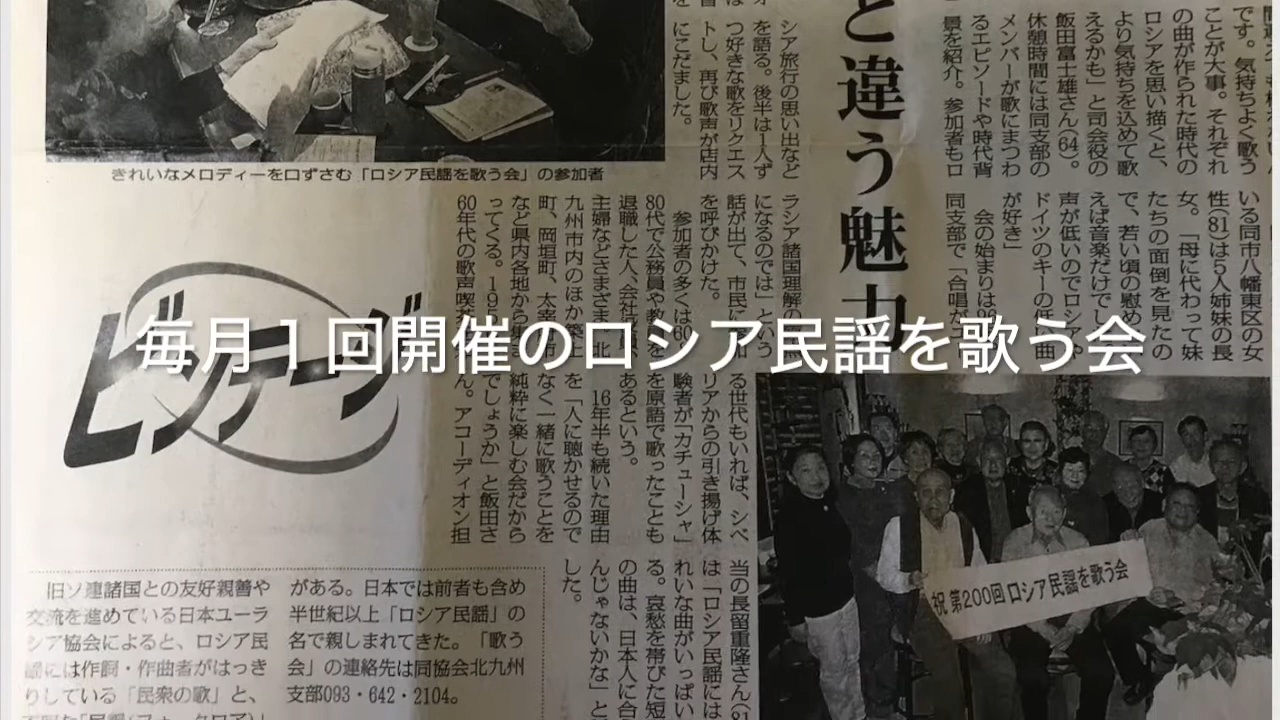 毎月１回開催のロシア民謡を歌う会
と違う魅力
です。気持ちよく歌う
ことが大事。それぞれ
の曲が作られた時代の
ロシアを思い描くと、
より気持ちを込めて歌
えるかも」と司会役の
飯田富士雄さん(64)。
休憩時間には同支部の
メンバーが歌にまつわ
るエピソードや時代背
景を紹介。参加者もロ
シア旅行の思い出など
を語る。後半は１人ず
つ好きな歌をリクエス
トし、再び歌声が店内
にこだました。
きれいなメロディーを口ずさむ「ロシア民謡を歌う会」の参加者
いる同市八幡東区の女
性(81)は５人姉妹の長
女。「母に代わって妹
たちの面倒を見たの
で、若い頃の慰め
えば音楽だけでし
声が低いのでロシア
ドイツのキーの低 曲
が好き」
会の始まりは
同支部で「合唱
ラシア諸国理解の
になるのでは」という
話が出て、市民に
を呼びかけた。
参加者の多くは60、
80代で公務員や教 を
退職した人、会社
主婦などさまざま 北
九州市内のほか築上
町、岡垣町、太宰 市
など県内各地から
ってくる。
60年代の歌声喫茶
ビンテージ
る世代もいれば、シベ
リアからの引き揚げ体
験者が「カチューシャ」
を原語で歌ったことも
あるという。
16年半も続いた理由
を「人に聴かせるので
なく一緒に歌うことを
純粋に楽しむ会だから
でしょうか」と飯田さ
ん。アコーディオン担
当の長留重隆さん(81)
は「ロシア民謡には
れいな曲がいっぱい
る。哀愁を帯びた短
の曲は、日本人に合
んじゃないかな」と
した。
祝 第200回 ロシア民謡を歌う会
旧ソ連諸国との友好親善や
交流を進めている日本ユーラ
シア協会によると、ロシア民
謡には作詞・作曲者がはっき
りしている「民衆の歌」と、
がある。日本では前者も含め
半世紀以上「ロシア民謡」の
名で親しまれてきた。「歌う
会」の連絡先は同協会北九州
支部093・642・2104。